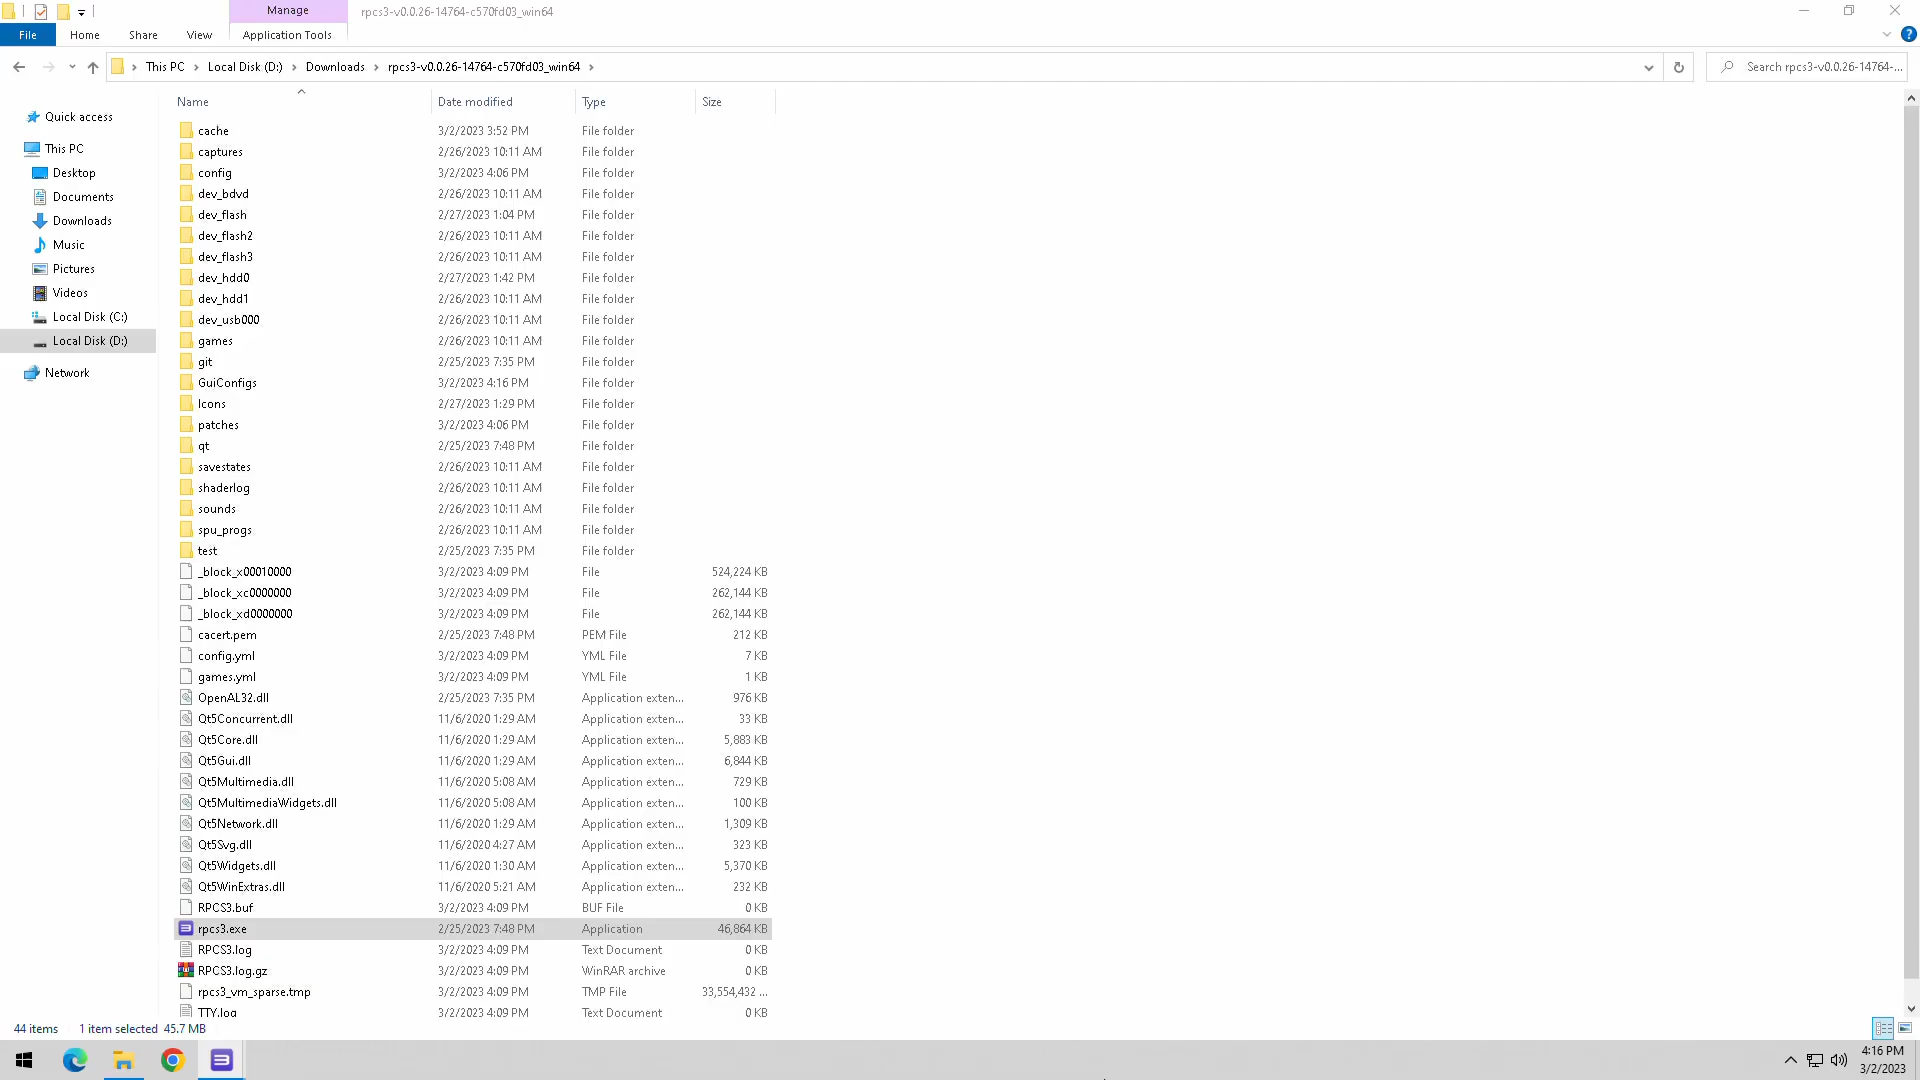 Manage
rpcs3-v0.0.26-14764-c570fd03_win64
File Home Share View Application Tools
This PC Local Disk (D:) Downloads rpcs3-v0.0.26-14764-c570fd03_win64
Search rpcs3-v0.0.26-14764-...
Quick access
This PC
Desktop
Documents
Downloads
Music
Pictures
Videos
Local Disk (C:)
Local Disk (D:)
Network
Name Date modified Type Size
cache 3/2/2023 3:52 PM File folder
captures 2/26/2023 10:11 AM File folder
config 3/2/2023 4:06 PM File folder
dev_bdvd 2/26/2023 10:11 AM File folder
dev_flash 2/27/2023 1:04 PM File folder
dev_flash2 2/26/2023 10:11 AM File folder
dev_flash3 2/26/2023 10:11 AM File folder
dev_hdd0 2/27/2023 1:42 PM File folder
dev_hdd1 2/26/2023 10:11 AM File folder
dev_usb000 2/26/2023 10:11 AM File folder
games 2/26/2023 10:11 AM File folder
git 2/25/2023 7:35 PM File folder
GuiConfigs 3/2/2023 4:16 PM File folder
Icons 2/27/2023 1:29 PM File folder
patches 3/2/2023 4:06 PM File folder
qt 2/25/2023 7:48 PM File folder
savestates 2/26/2023 10:11 AM File folder
shaderlog 2/26/2023 10:11 AM File folder
sounds 2/26/2023 10:11 AM File folder
spu_progs 2/26/2023 10:11 AM File folder
test 2/25/2023 7:35 PM File folder
_block_x00010000 3/2/2023 4:09 PM File 524,224 KB
_block_xc0000000 3/2/2023 4:09 PM File 262,144 KB
_block_xd0000000 3/2/2023 4:09 PM File 262,144 KB
cacert.pem 2/25/2023 7:48 PM PEM File 212 KB
config.yml 3/2/2023 4:09 PM YML File 7 KB
games.yml 3/2/2023 4:09 PM YML File 1 KB
OpenAL32.dll 2/25/2023 7:35 PM Application exten... 976 KB
Qt5Concurrent.dll 11/6/2020 1:29 AM Application exten... 33 KB
Qt5Core.dll 11/6/2020 1:29 AM Application exten... 5,883 KB
Qt5Gui.dll 11/6/2020 1:29 AM Application exten... 6,844 KB
Qt5Multimedia.dll 11/6/2020 5:08 AM Application exten... 729 KB
Qt5MultimediaWidgets.dll 11/6/2020 5:08 AM Application exten... 100 KB
Qt5Network.dll 11/6/2020 1:29 AM Application exten... 1,309 KB
Qt5Svg.dll 11/6/2020 4:27 AM Application exten... 323 KB
Qt5Widgets.dll 11/6/2020 1:30 AM Application exten... 5,370 KB
Qt5WinExtras.dll 11/6/2020 5:21 AM Application exten... 232 KB
RPCS3.buf 3/2/2023 4:09 PM BUF File 0 KB
rpcs3.exe 2/25/2023 7:48 PM Application 46,864 KB
RPCS3.log 3/2/2023 4:09 PM Text Document 0 KB
RPCS3.log.gz 3/2/2023 4:09 PM WinRAR archive 0 KB
rpcs3_vm_sparse.tmp 3/2/2023 4:09 PM TMP File 33,554,432 ...
TTY.log 3/2/2023 4:09 PM Text Document 0 KB
44 items 1 item selected 45.7 MB
4:16 PM
3/2/2023